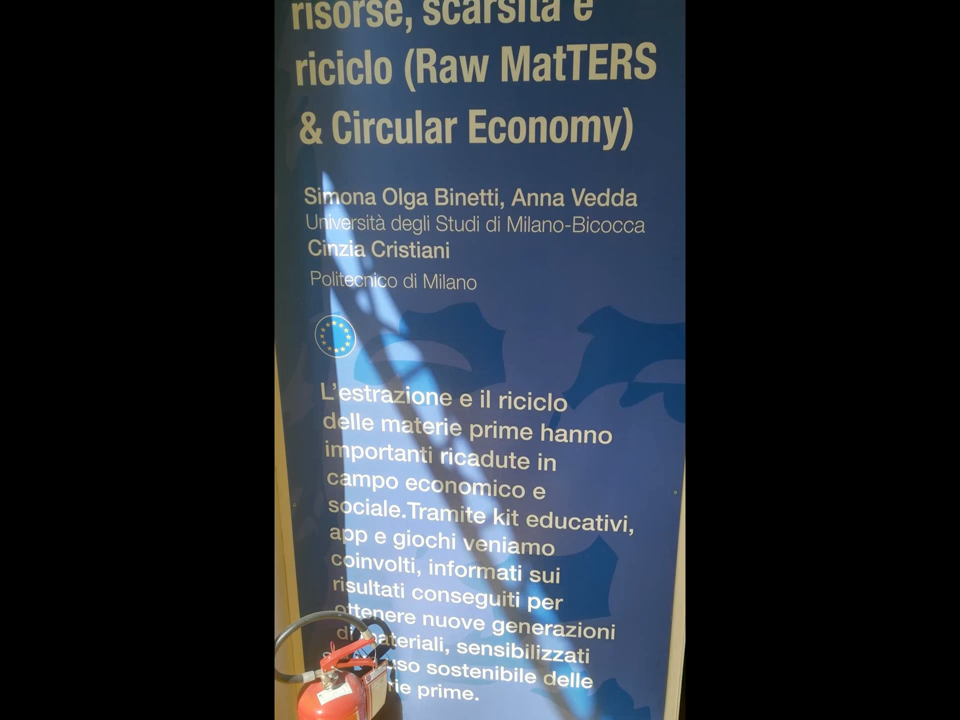 risorse, scarsità e
riciclo (Raw MatTERS
& Circular Economy)
Simona Olga Binetti, Anna Vedda
Università degli Studi di Milano-Bicocca
Cinzia Cristiani
Politecnico di Milano
L'estrazione e il riciclo
delle materie prime hanno
importanti ricadute in
campo economico e
sociale.Tramite kit educativi,
app e giochi veniamo
coinvolti, informati sui
risultati conseguiti per
ottenere nuove generazioni
di materiali, sensibilizzati
uso sostenibile delle
prime.